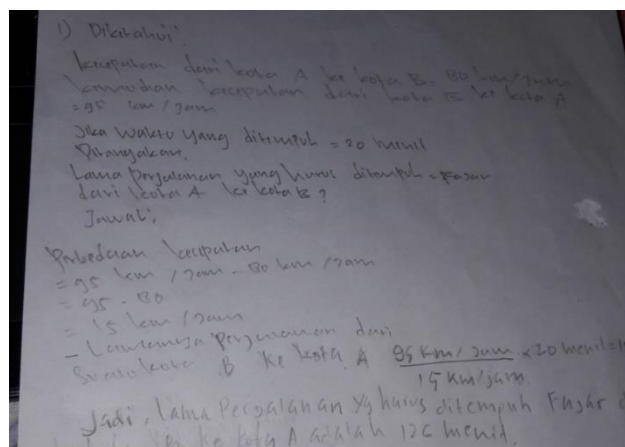 1) Diketahui:
kecepatan dari kota A ke kota B = 80 km/jam
kemudian kecepatan dari kota B ke kota A
= 95 km/jam
Jika waktu yang ditempuh = 20 menit
Ditanyakan,
Lama Perjalanan yang harus ditempuh Fajar
dari kota A ke kota B?
Jawab:
Perbedaan kecepatan
= 95 km/jam - 80 km/jam
= 95 - 80
= 15 km/jam
- Lamanya Perjalanan dari
kota B ke kota A 95 km/jam x 20 menit =
15 km/jam
Jadi, lama Perjalanan yg harus ditempuh Fajar
ke kota A adalah 126 menit